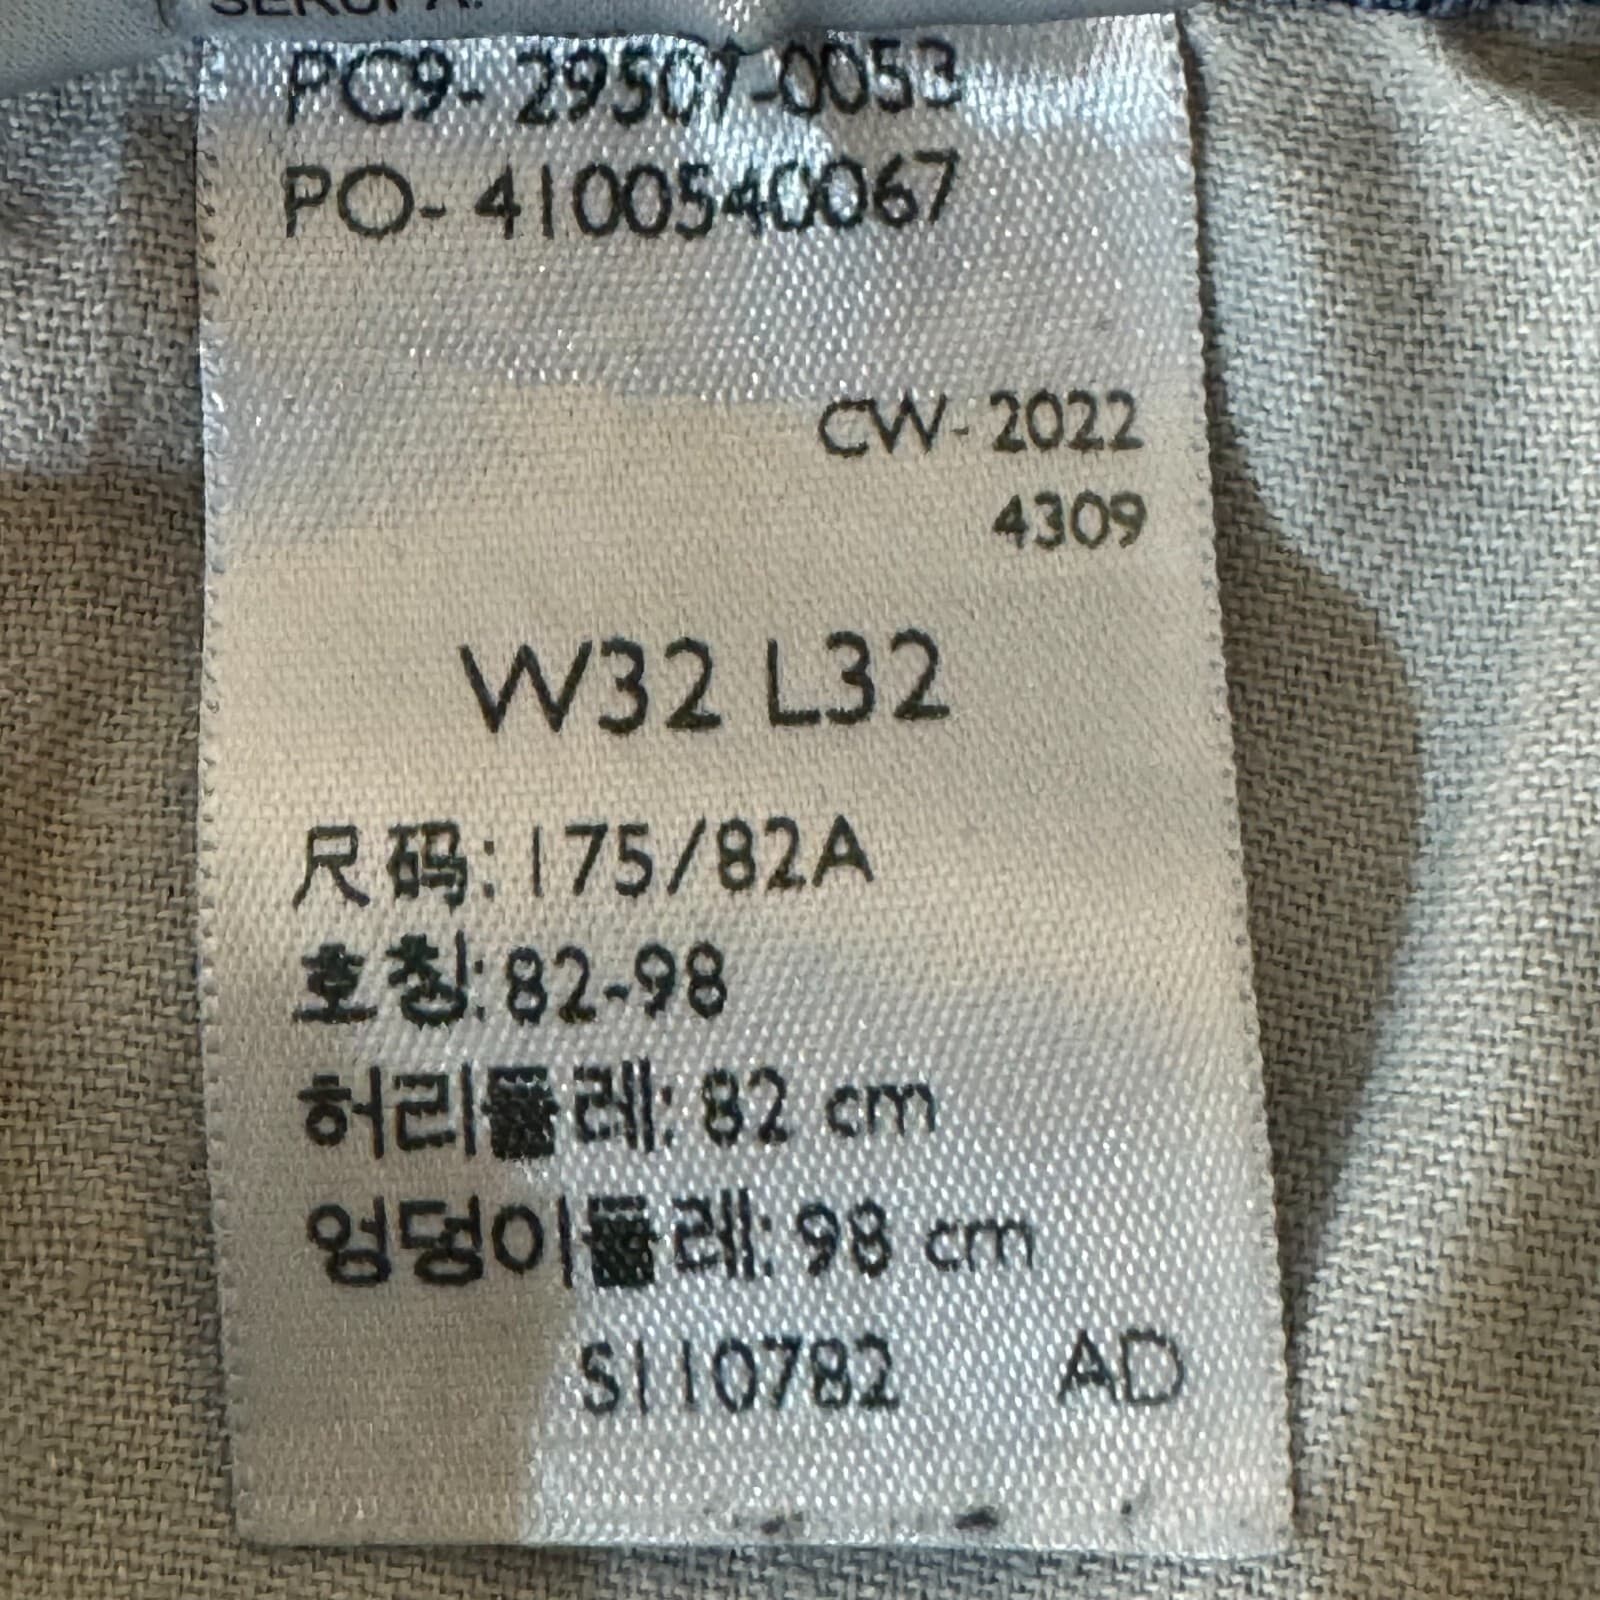 PC9- 29507-0053
PO- 4100540067
CW- 2022
4309
W32 L32
尺码: 175/82A
호칭: 82-98
허리둘레: 82 cm
엉덩이둘레: 98 cm
S110782 AD